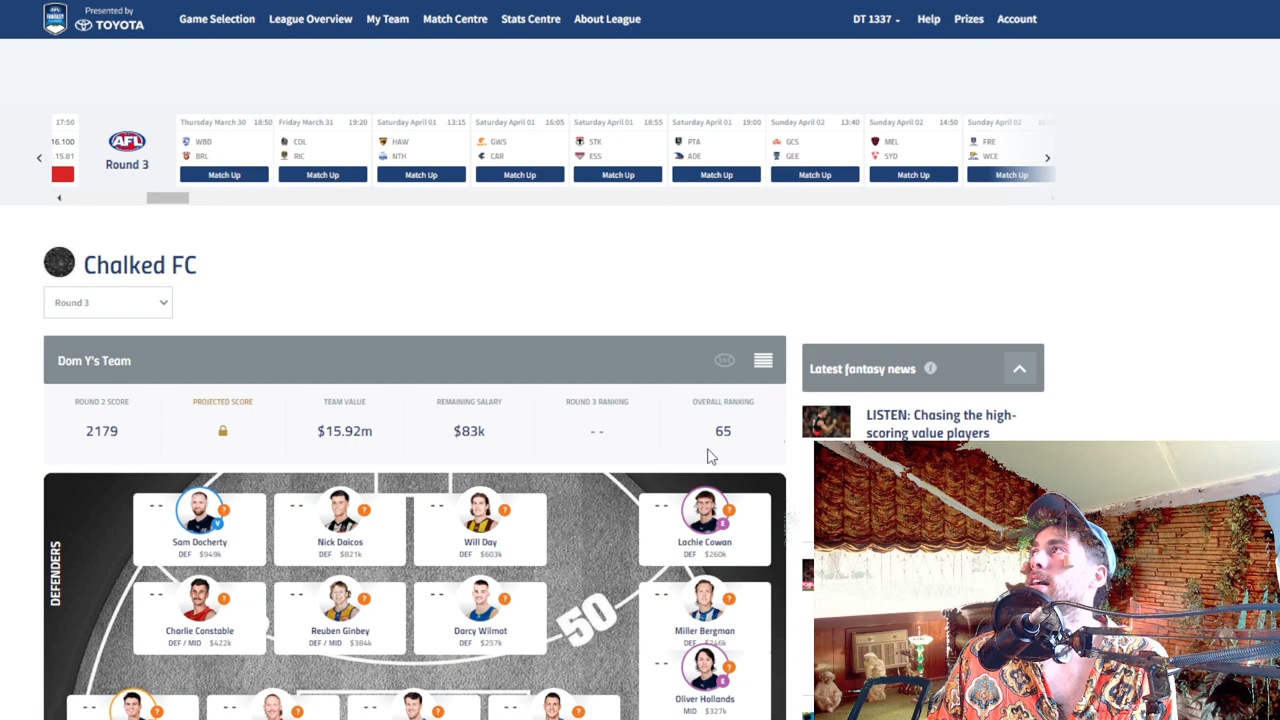 Presented by
TOYOTA
Game Selection
League Overview
My Team
Match Centre
Stats Centre
About League
DT 1337
Help
Prizes
Account
17:50
16.100
.15.81
AFL
Round 3
Thursday March 30 18:50
WBD
BRL
Match Up
Friday March 31 19:20
COL
RIC
Match Up
Saturday April 01 13:15
HAW
NTH
Match Up
Saturday April 01 16:05
GWS
CAR
Match Up
Saturday April 01 18:55
STK
ESS
Match Up
Saturday April 01 19:00
PTA
ADE
Match Up
Sunday April 02 13:40
GCS
GEE
Match Up
Sunday April 02 14:50
MEL
SYD
Match Up
Sunday April 02
FRE
WCE
Match Up
Chalked FC
Round 3
Dom Y's Team
ROUND 2 SCORE
2179
PROJECTED SCORE
TEAM VALUE
$15.92m
REMAINING SALARY
$83k
ROUND 3 RANKING
- -
OVERALL RANKING
65
Latest fantasy news
LISTEN: Chasing the high-
scoring value players
DEFENDERS
50
- -
?
V
Sam Docherty
DEF $949k
- -
?
Nick Daicos
DEF $821k
- -
?
Will Day
DEF $603k
- -
?
E
Lachie Cowan
DEF $260k
- -
?
Charlie Constable
DEF / MID $422k
- -
?
Reuben Ginbey
DEF / MID $384k
- -
?
Darcy Wilmot
DEF $257k
- -
?
Miller Bergman
- -
?
E
Oliver Hollands
MID $327k
- -
?
- -
?
- -
?
- -
?